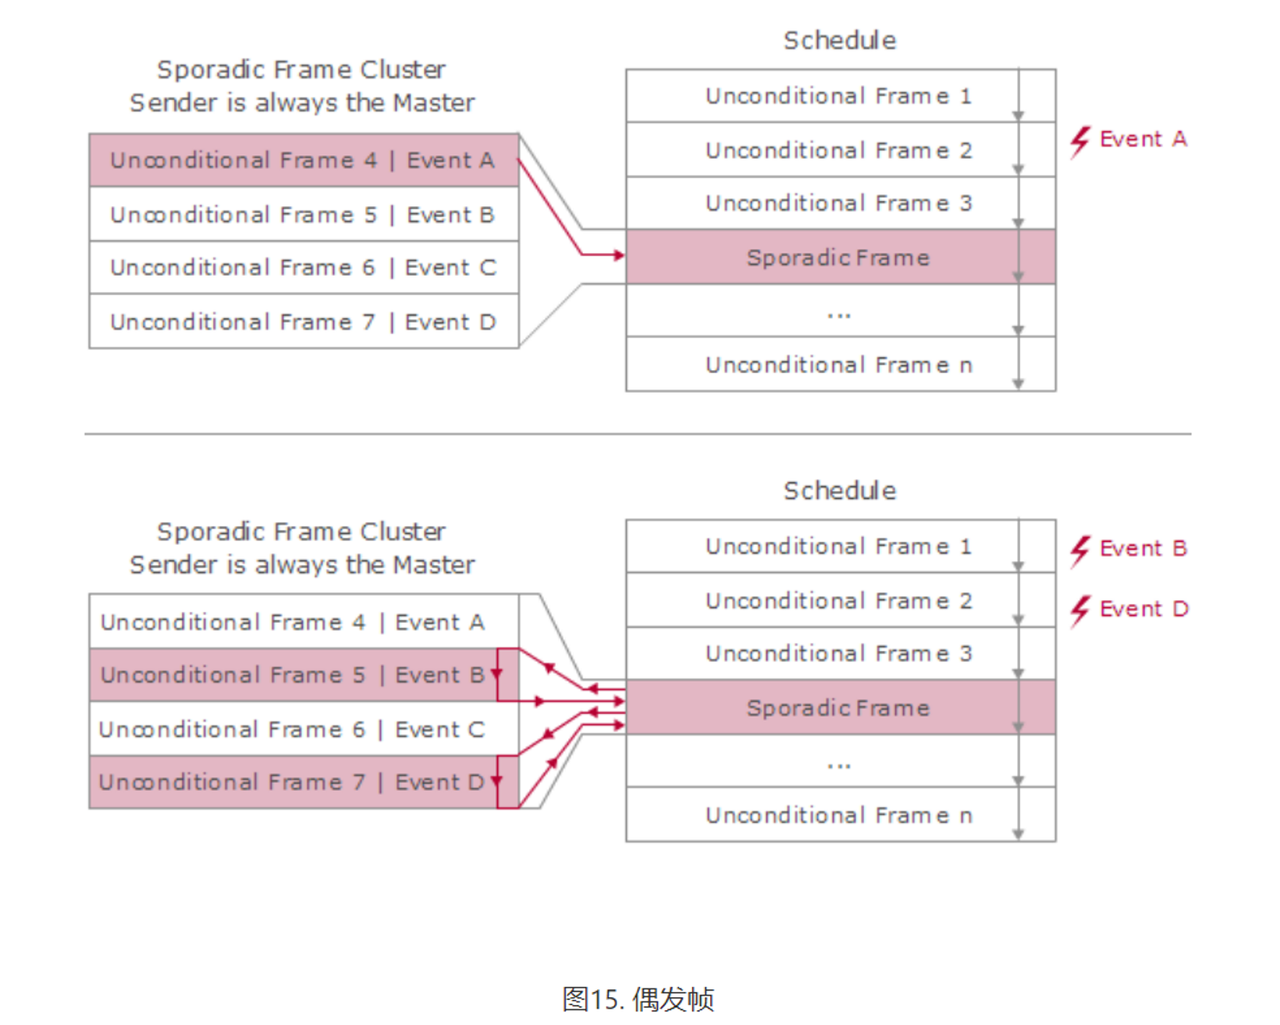 Schedule
Sporadic Frame Cluster
Sender is always the Master
Unconditional Frame 4 | Event A
Unconditional Frame 5 | Event B
Unconditional Frame 6 | Event C
Unconditional Frame 7 | Event D
Unconditional Frame 1
Unconditional Frame 2
Unconditional Frame 3
Sporadic Frame
...
Unconditional Frame n
Event A
Schedule
Sporadic Frame Cluster
Sender is always the Master
Unconditional Frame 4 | Event A
Unconditional Frame 5 | Event B
Unconditional Frame 6 | Event C
Unconditional Frame 7 | Event D
Unconditional Frame 1
Unconditional Frame 2
Unconditional Frame 3
Sporadic Frame
...
Unconditional Frame n
Event B
Event D
图15. 偶发帧